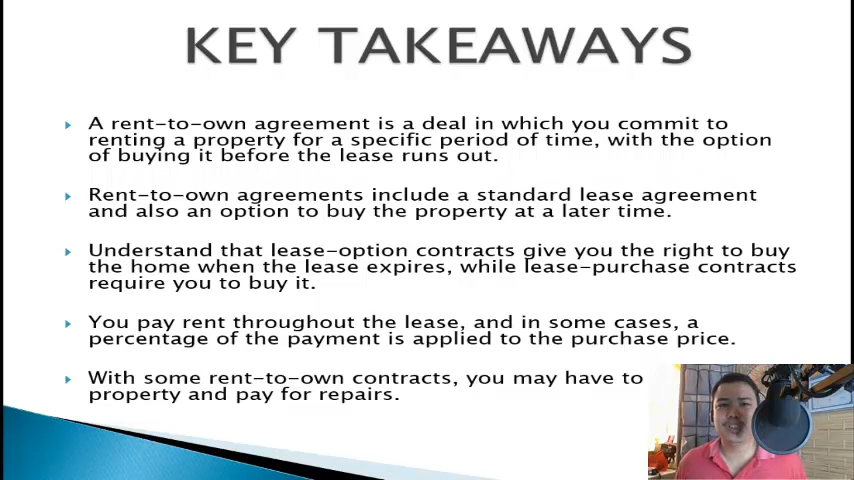 KEY TAKEAWAYS
A rent-to-own agreement is a deal in which you commit to
renting a property for a specific period of time, with the option
of buying it before the lease runs out.
Rent-to-own agreements include a standard lease agreement
and also an option to buy the property at a later time.
Understand that lease-option contracts give you the right to buy
the home when the lease expires, while lease-purchase contracts
require you to buy it.
You pay rent throughout the lease, and in some cases, a
percentage of the payment is applied to the purchase price.
With some rent-to-own contracts, you may have to
property and pay for repairs.